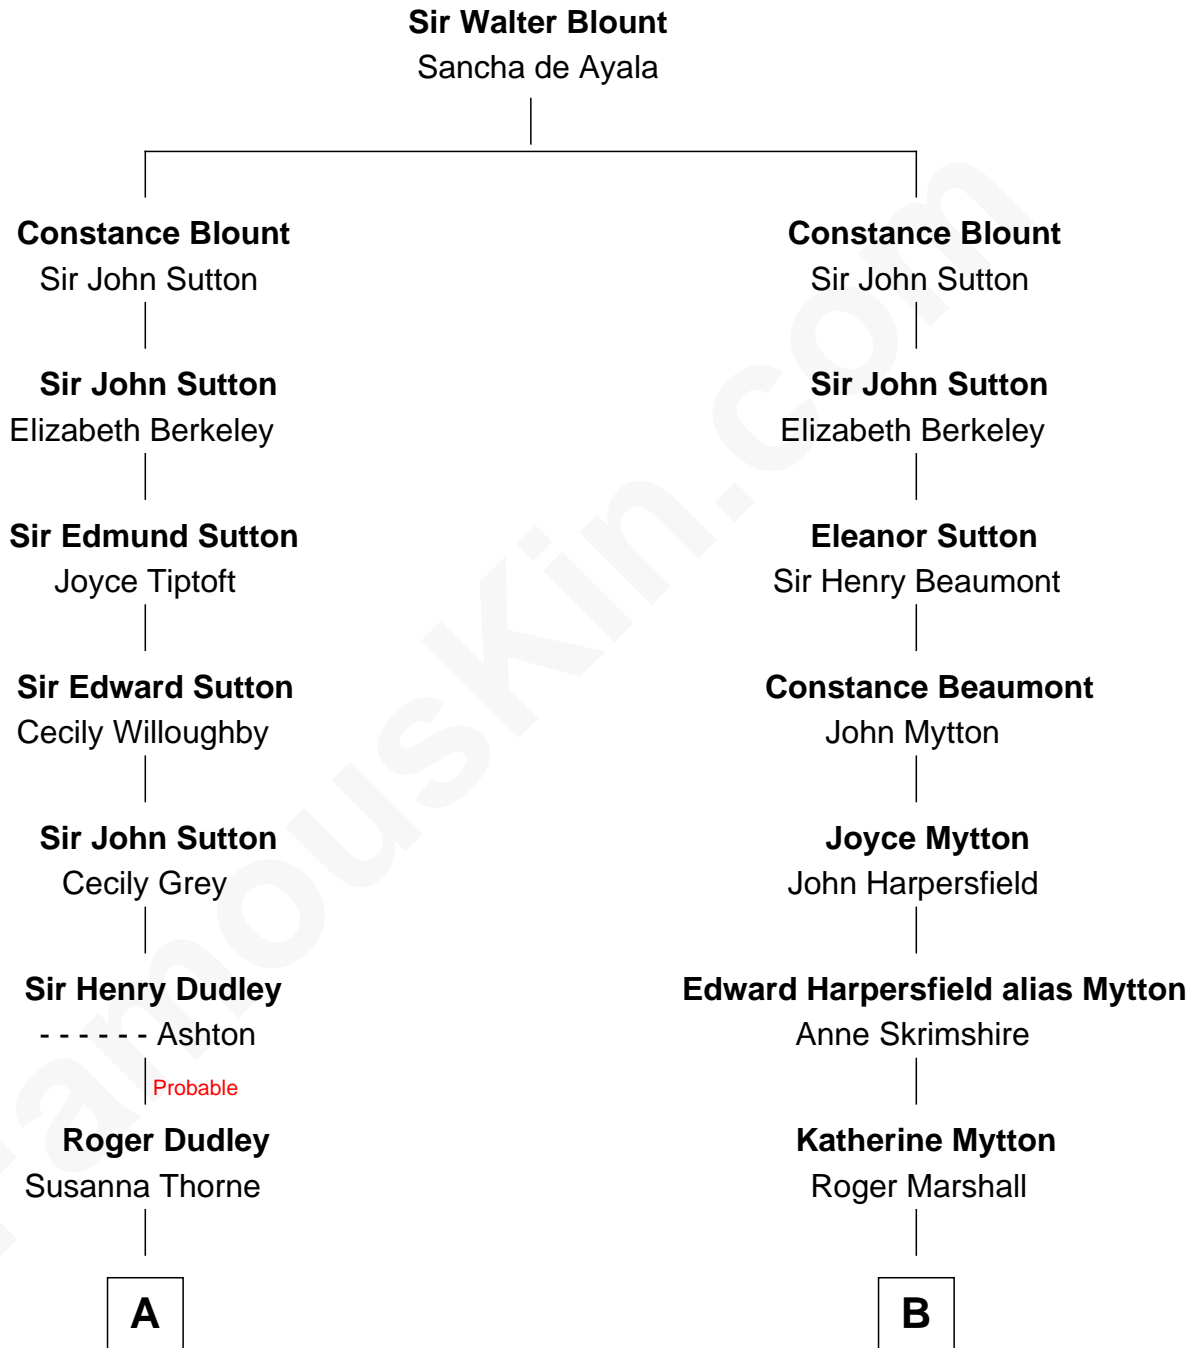 Sir Walter Blount
Sancha de Ayala
Constance Blount
Sir John Sutton
Sir John Sutton
Elizabeth Berkeley
Sir Edmund Sutton
Joyce Tiptoft
Sir Edward Sutton
Cecily Willoughby
Sir John Sutton
Cecily Grey
Sir Henry Dudley
- - - - - - Ashton
Probable
Roger Dudley
Susanna Thorne
A
Constance Blount
Sir John Sutton
Sir John Sutton
Elizabeth Berkeley
Eleanor Sutton
Sir Henry Beaumont
Constance Beaumont
John Mytton
Joyce Mytton
John Harpersfield
Edward Harpersfield alias Mytton
Anne Skrimshire
Katherine Mytton
Roger Marshall
B
FamousKin.com